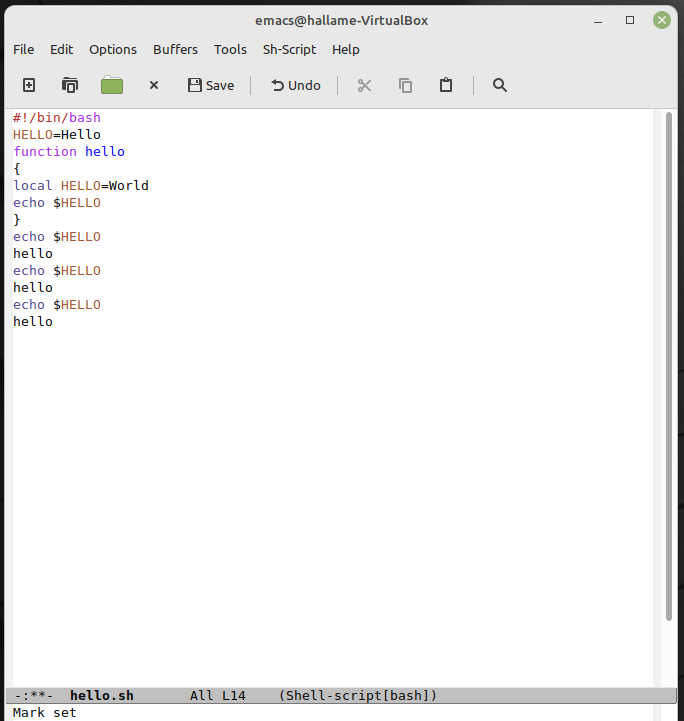 emacs@hallame-VirtualBox
File Edit Options Buffers Tools Sh-Script Help
Save Undo
#!/bin/bash
HELLO=Hello
function hello
{
local HELLO=World
echo $HELLO
}
echo $HELLO
hello
echo $HELLO
hello
echo $HELLO
hello
-:**- hello.sh All L14 (Shell-script[bash])
Mark set